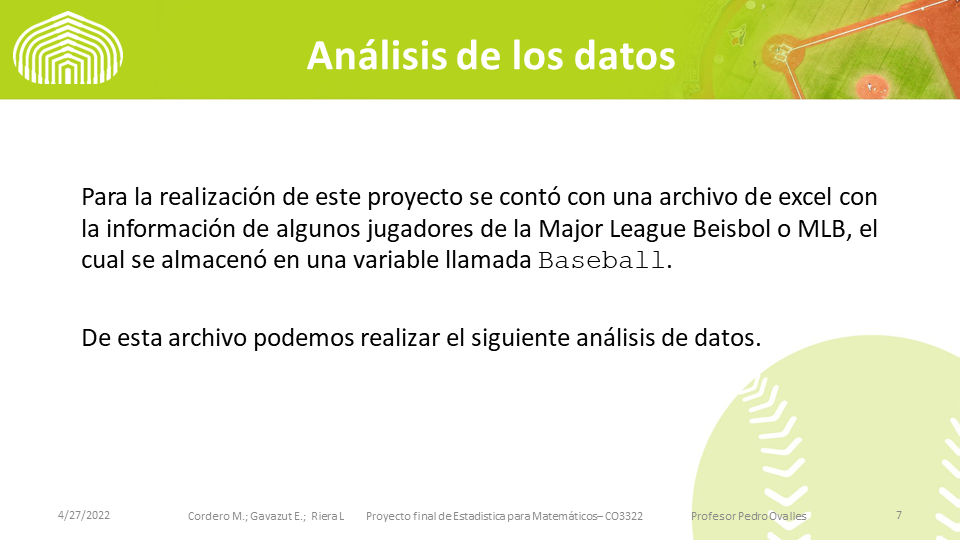 Análisis de los datos
Para la realización de este proyecto se contó con una archivo de excel con
la información de algunos jugadores de la Major League Beisbol o MLB, el
cual se almacenó en una variable llamada Baseball.
De esta archivo podemos realizar el siguiente análisis de datos.
4/27/2022 Cordero M.; Gavazut E.; Riera L Proyecto final de Estadistica para Matemáticos– CO3322 Profesor Pedro Ovalles 7